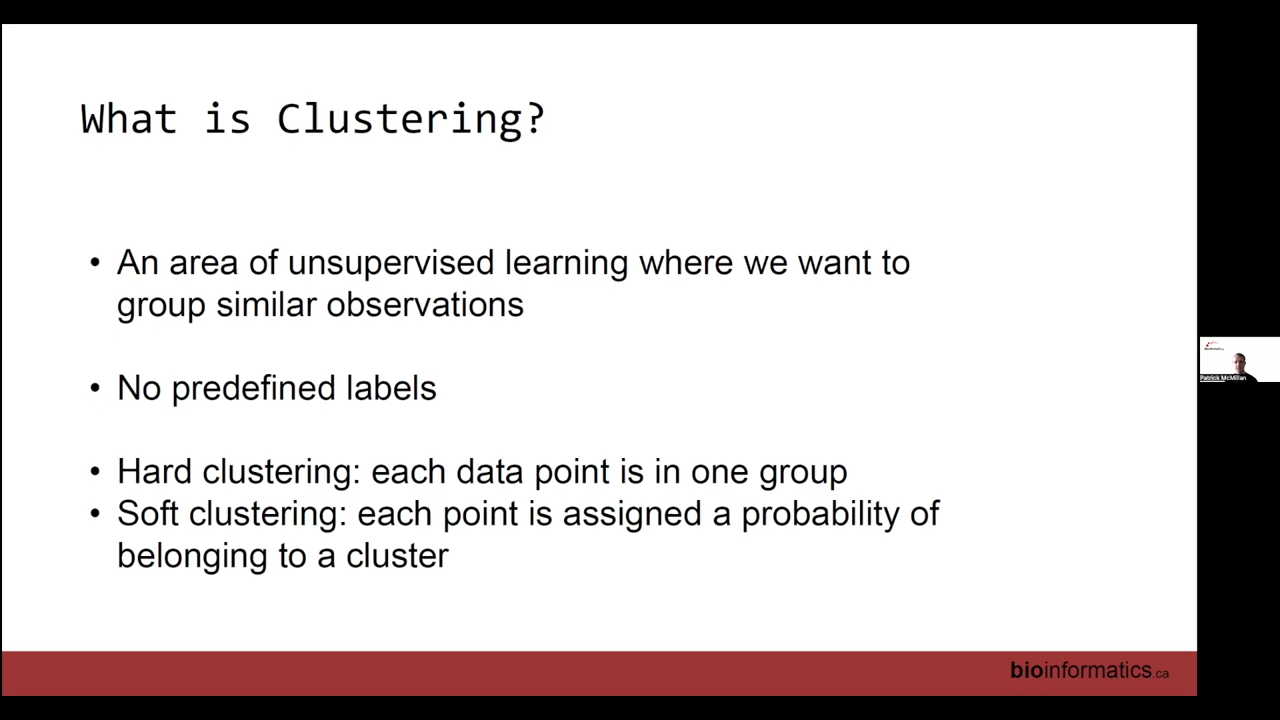 What is Clustering?
• An area of unsupervised learning where we want to
group similar observations
• No predefined labels
• Hard clustering: each data point is in one group
• Soft clustering: each point is assigned a probability of
belonging to a cluster
Patrick McMillan
bioinformatics.ca